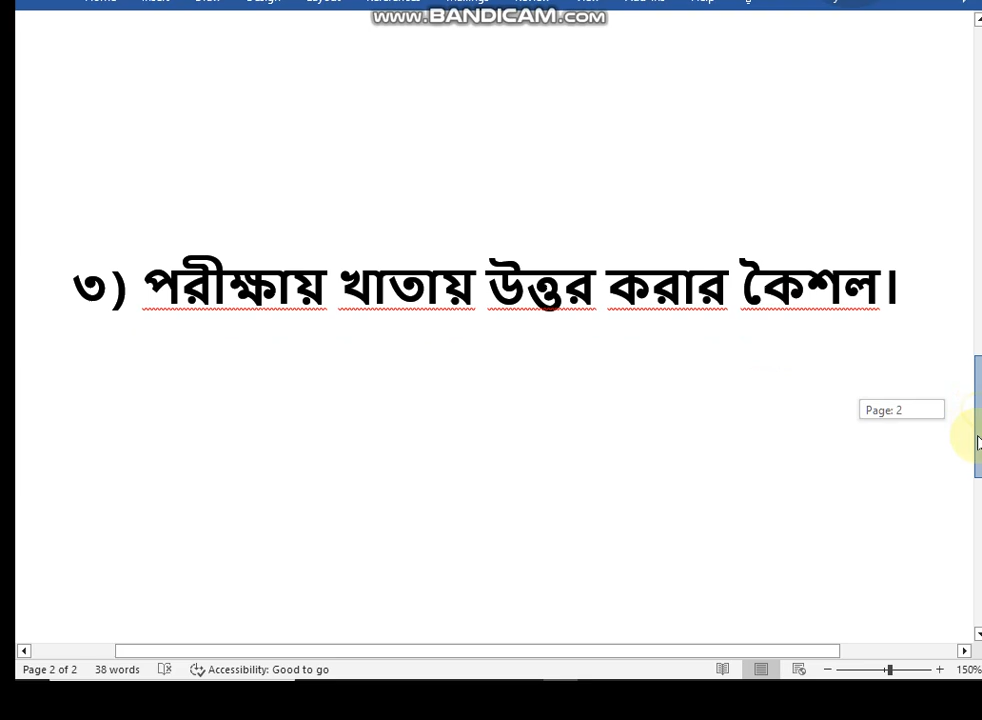 www.BANDICAM.com
৩) পরীক্ষায় খাতায় উত্তর করার কৈশল।
Page: 2
Page 2 of 2 38 words Accessibility: Good to go 150%